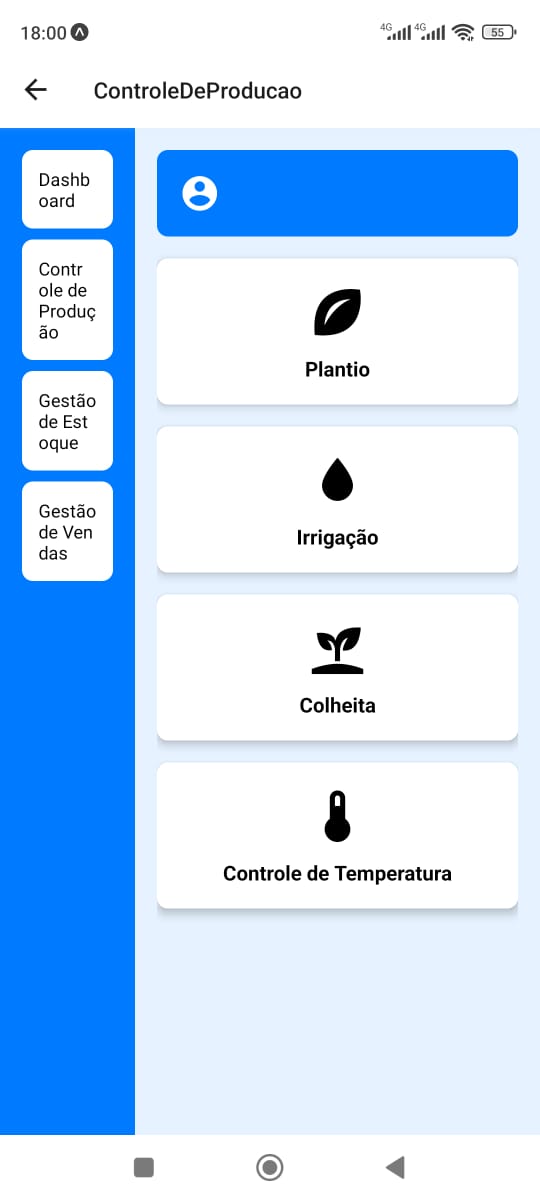 18:00
4G 4G 55
ControleDeProducao
Dashb
oard
Contr
ole de
Produç
ão
Gestão
de Est
oque
Gestão
de Ven
das
Plantio
Irrigação
Colheita
Controle de Temperatura